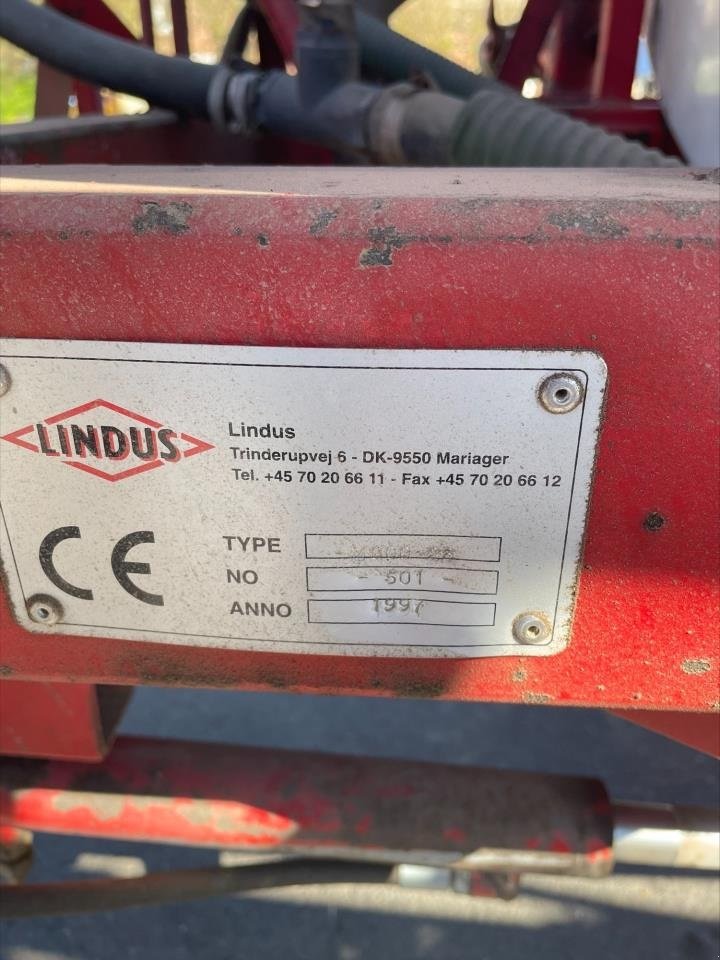 LINDUS
Lindus
Trinderupvej 6 - DK-9550 Mariager
Tel. +45 70 20 66 11 - Fax +45 70 20 66 12
CE
TYPE
NO - 501 -
ANNO 1997